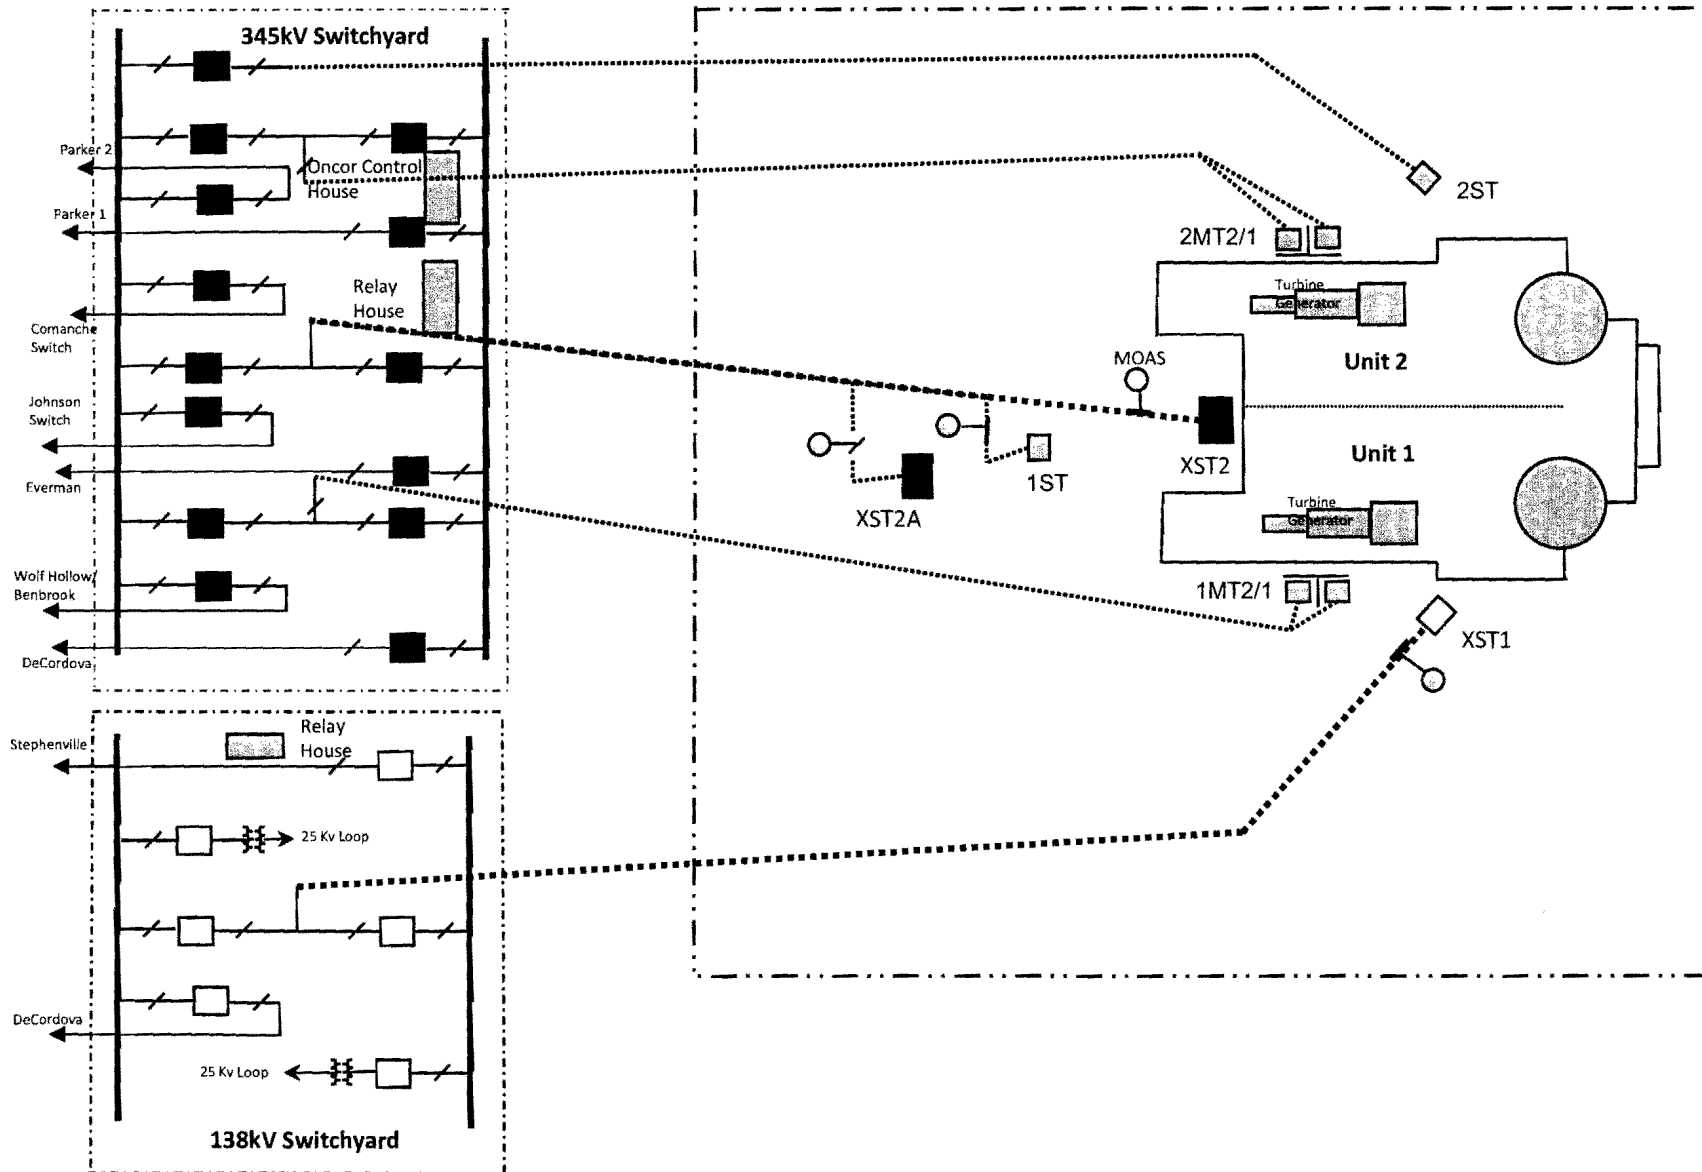 345kV Switchyard
Parker 2
Oncor Control
House
Parker 1
Relay
House
Comanche
Switch
Johnson
Switch
Everman
Wolf Hollow/
Benbrook
DeCordova
2ST
2MT2/1
Turbine
Generator
Unit 2
MOAS
XST2
1ST
XST2A
Unit 1
Turbine
Generator
1MT2/1
XST1
Relay
House
Stephenville
25 Kv Loop
DeCordova
25 Kv Loop
138kV Switchyard